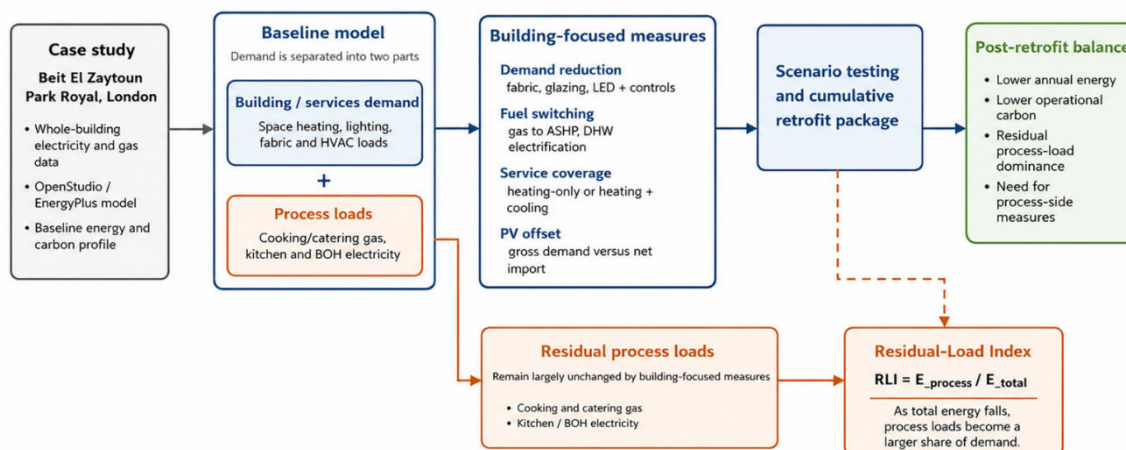 Case study
Beit El Zaytoun
Park Royal, London
• Whole-building
electricity and gas
data
• OpenStudio /
EnergyPlus model
• Baseline energy and
carbon profile
Baseline model
Demand is separated into two parts
Building / services demand
Space heating, lighting,
fabric and HVAC loads
+
Process loads
Cooking/catering gas,
kitchen and BOH electricity
Building-focused measures
Demand reduction
fabric, glazing, LED + controls
Fuel switching
gas to ASHP, DHW
electrification
Service coverage
heating-only or heating +
cooling
PV offset
gross demand versus net
import
Scenario testing
and cumulative
retrofit package
Post-retrofit balance
• Lower annual energy
• Lower operational
carbon
• Residual
process-load
dominance
• Need for
process-side
measures
Residual process loads
Remain largely unchanged by building-focused measures
• Cooking and catering gas
• Kitchen / BOH electricity
Residual-Load Index
RLI = E_process / E_total
As total energy falls,
process loads become a
larger share of demand.